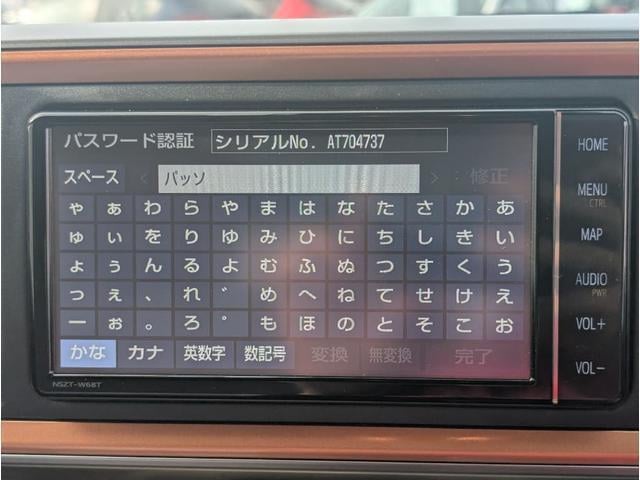 パスワード認証 シリアルNo. AT704737 HOME
スペース < パッソ > : 修正
ゃ ぁ わ ら や ま は な た さ か あ MENU CTRL
ゅ ぃ を り ゆ み ひ に ち し き い MAP
ょ ぅ ん る よ む ふ ぬ つ す く う AUDIO PWR
っ ぇ 、 れ ゛ め へ ね て せ け え VOL+
ー ぉ 。 ろ ゜ も ほ の と そ こ お
かな カナ 英数字 数記号 変換 無変換 完了 VOL-
NSZT-W68T